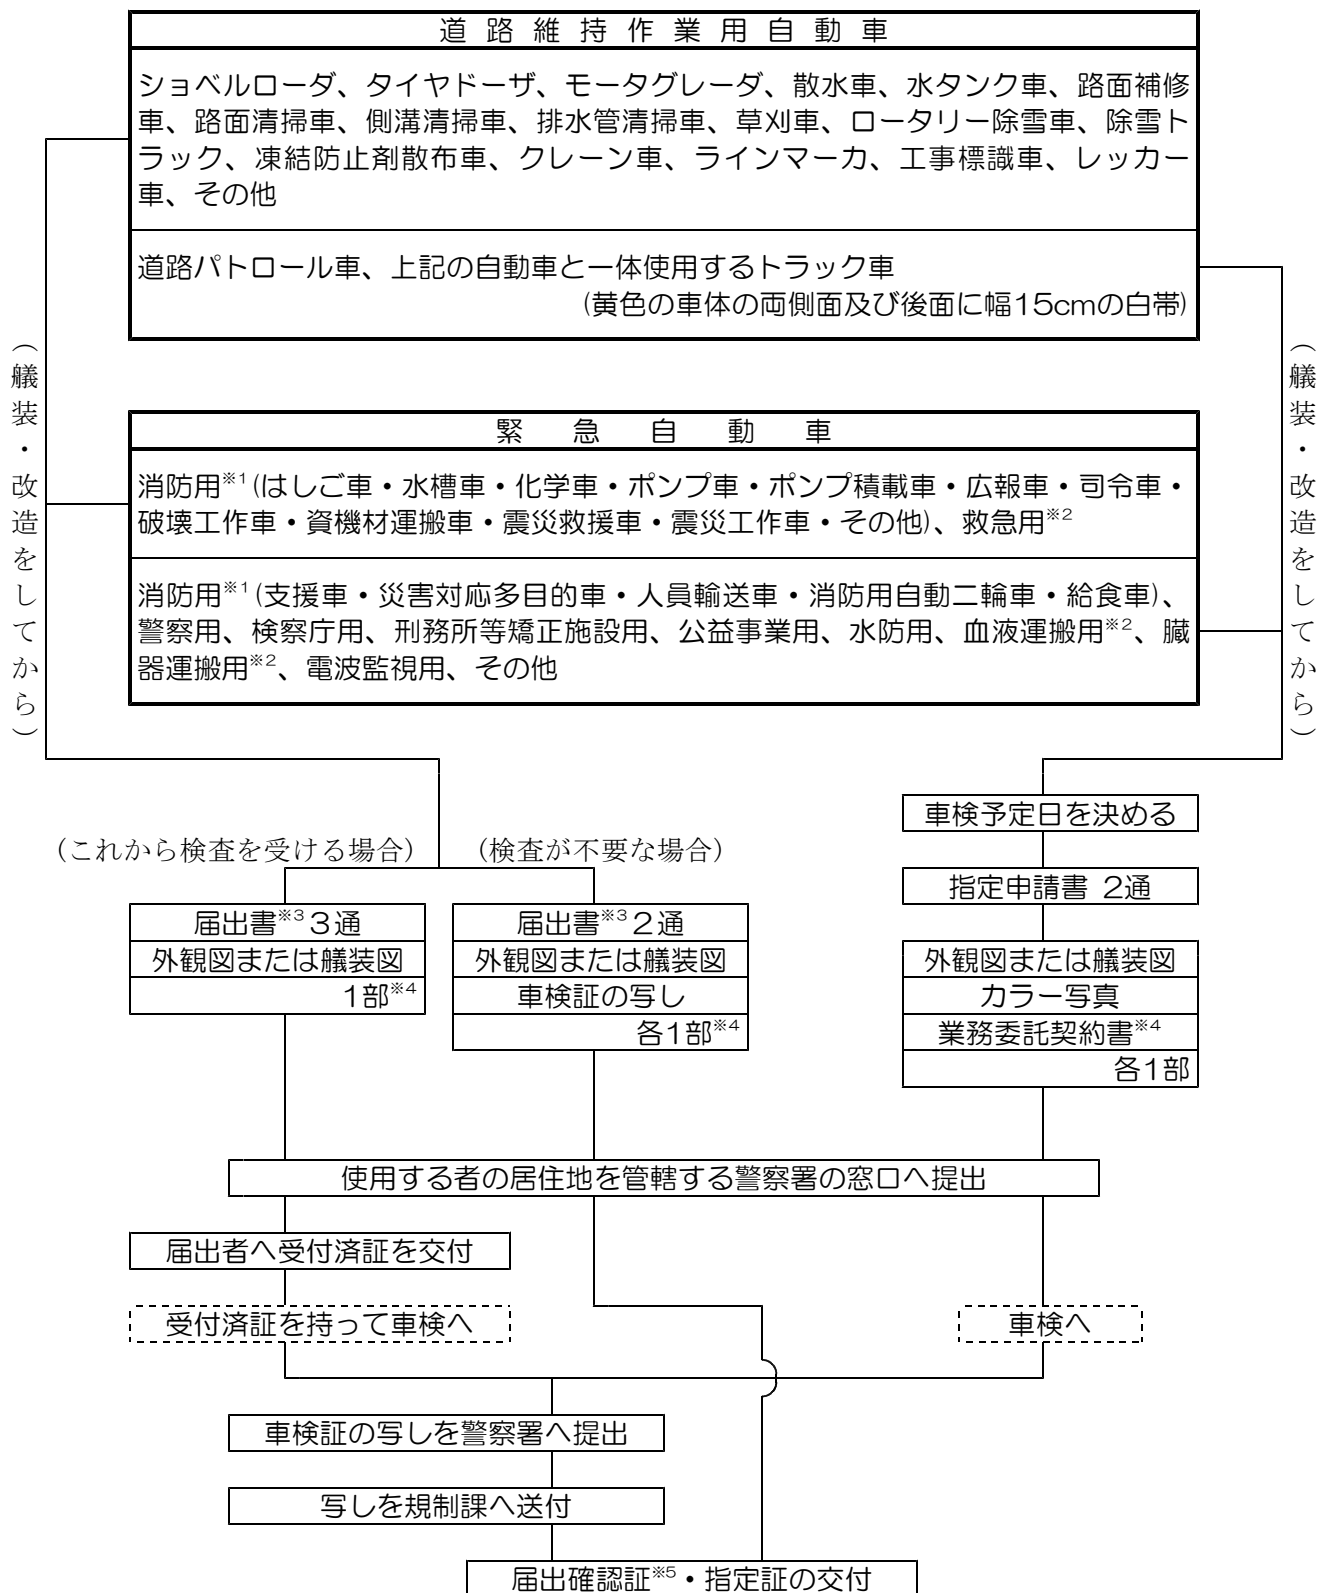 道路維持作業用自動車
ショベルローダ、タイヤドーザ、モータグレーダ、散水車、水タンク車、路面補修
車、路面清掃車、側溝清掃車、排水管清掃車、草刈車、ロータリー除雪車、除雪ト
ラック、凍結防止剤散布車、クレーン車、ラインマーカ、工事標識車、レッカー
車、その他
道路パトロール車、上記の自動車と一体使用するトラック車
(黄色の車体の両側面及び後面に幅15cmの白帯)
(艤装・改造をしてから)
(艤装・改造をしてから)
緊急自動車
消防用※1(はしご車・水槽車・化学車・ポンプ車・ポンプ積載車・広報車・司令車・
破壊工作車・資機材運搬車・震災救援車・震災工作車・その他)、救急用※2
消防用※1(支援車・災害対応多目的車・人員輸送車・消防用自動二輪車・給食車)、
警察用、検察庁用、刑務所等矯正施設用、公益事業用、水防用、血液運搬用※2、臓
器運搬用※2、電波監視用、その他
車検予定日を決める
(これから検査を受ける場合)
(検査が不要な場合)
指定申請書 2通
届出書※3 3通
外観図または艤装図
1部※4
届出書※3 2通
外観図または艤装図
車検証の写し
各1部※4
外観図または艤装図
カラー写真
業務委託契約書※4
各1部
使用する者の居住地を管轄する警察署の窓口へ提出
届出者へ受付済証を交付
受付済証を持って車検へ
車検へ
車検証の写しを警察署へ提出
写しを規制課へ送付
届出確認証※5・指定証の交付